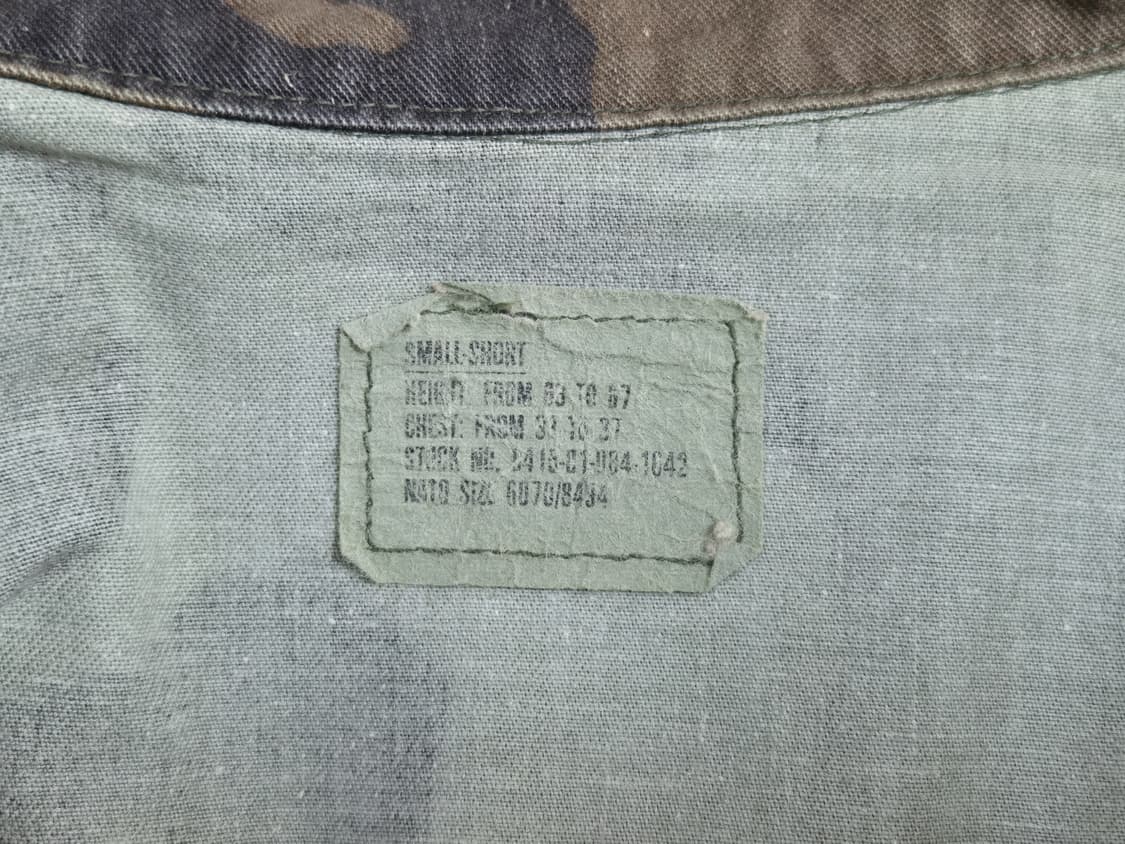 SMALL-SHORT
HEIGHT: FROM 63 TO 67
CHEST: FROM 33 TO 37
STOCK NO. 8415-01-084-1642
NATO SIZE 6070/8494